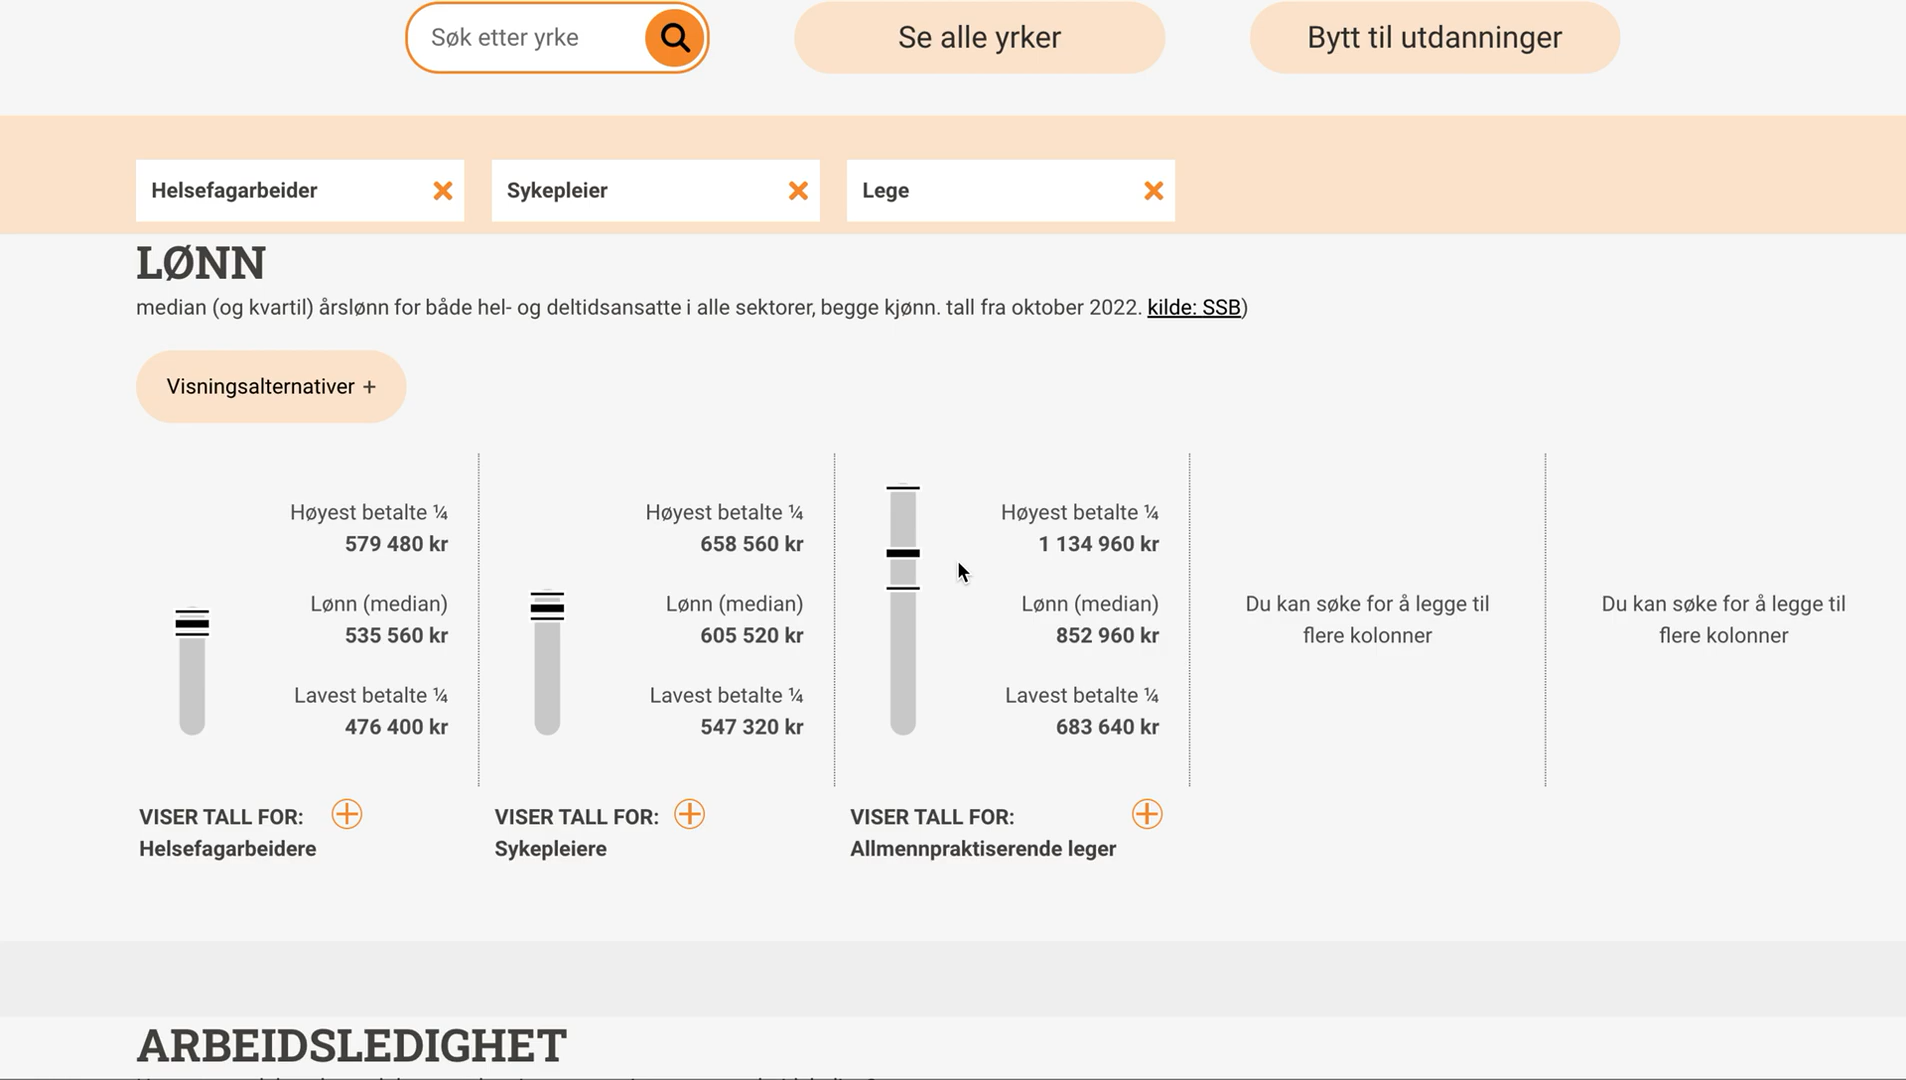 Søk etter yrke
Se alle yrker
Bytt til utdanninger
Helsefagarbeider
Sykepleier
Lege
LØNN
median (og kvartil) årslønn for både hel- og deltidsansatte i alle sektorer, begge kjønn. tall fra oktober 2022. kilde: SSB)
Visningsalternativer +
Høyest betalte ¼
579 480 kr
Lønn (median)
535 560 kr
Lavest betalte ¼
476 400 kr
VISER TALL FOR:
Helsefagarbeidere
Høyest betalte ¼
658 560 kr
Lønn (median)
605 520 kr
Lavest betalte ¼
547 320 kr
VISER TALL FOR:
Sykepleiere
Høyest betalte ¼
1 134 960 kr
Lønn (median)
852 960 kr
Lavest betalte ¼
683 640 kr
VISER TALL FOR:
Allmennpraktiserende leger
Du kan søke for å legge til
flere kolonner
Du kan søke for å legge til
flere kolonner
ARBEIDSLEDIGHET